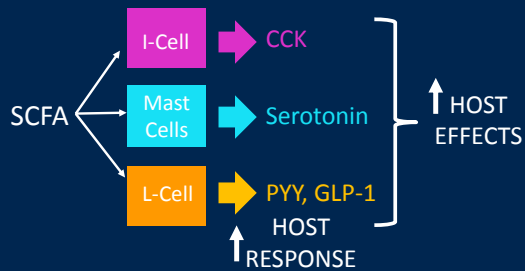 I-Cell
CCK
SCFA
Mast
Cells
Serotonin
HOST
EFFECTS
L-Cell
PYY, GLP-1
HOST
RESPONSE